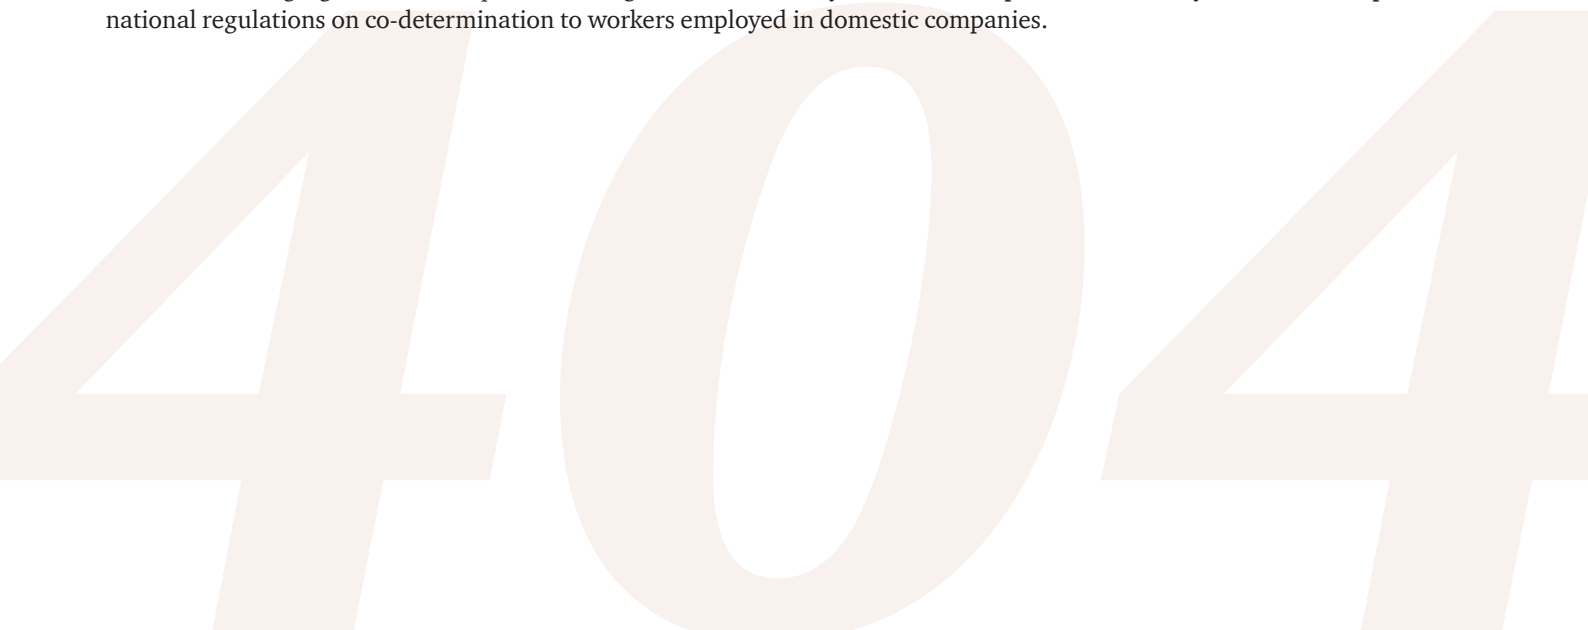 national regulations on co-determination to workers employed in domestic companies.
404